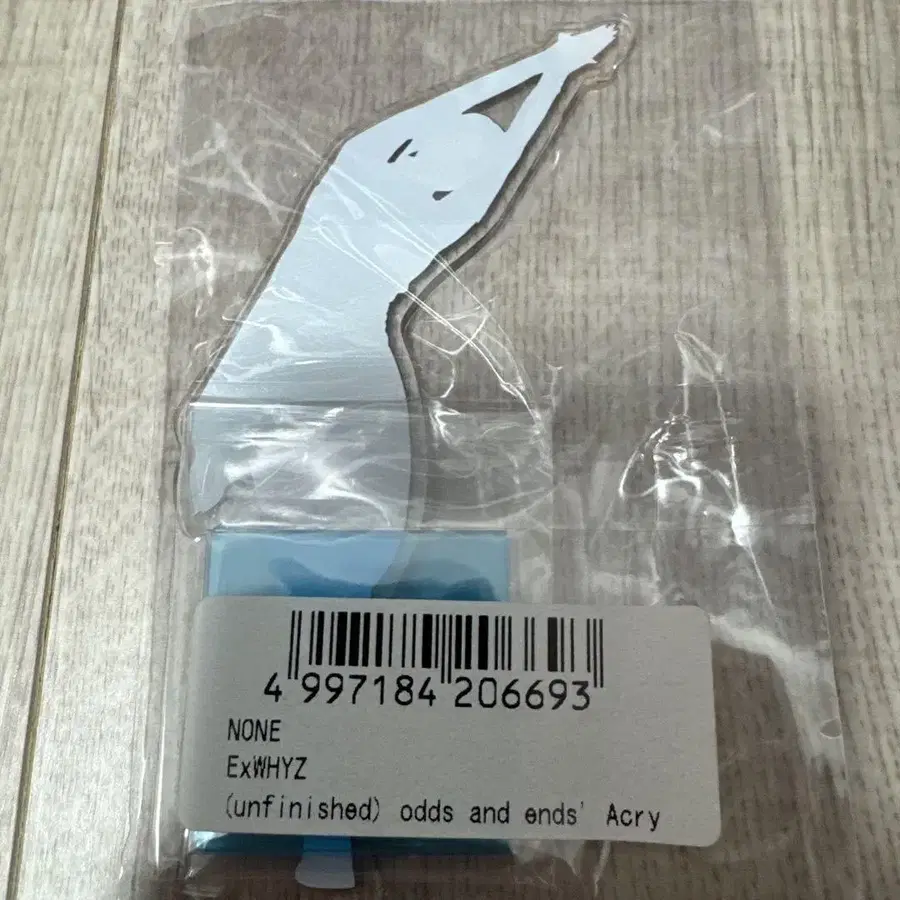 4 997184 206693
NONE
ExWHYZ
(unfinished) odds and ends' Acry